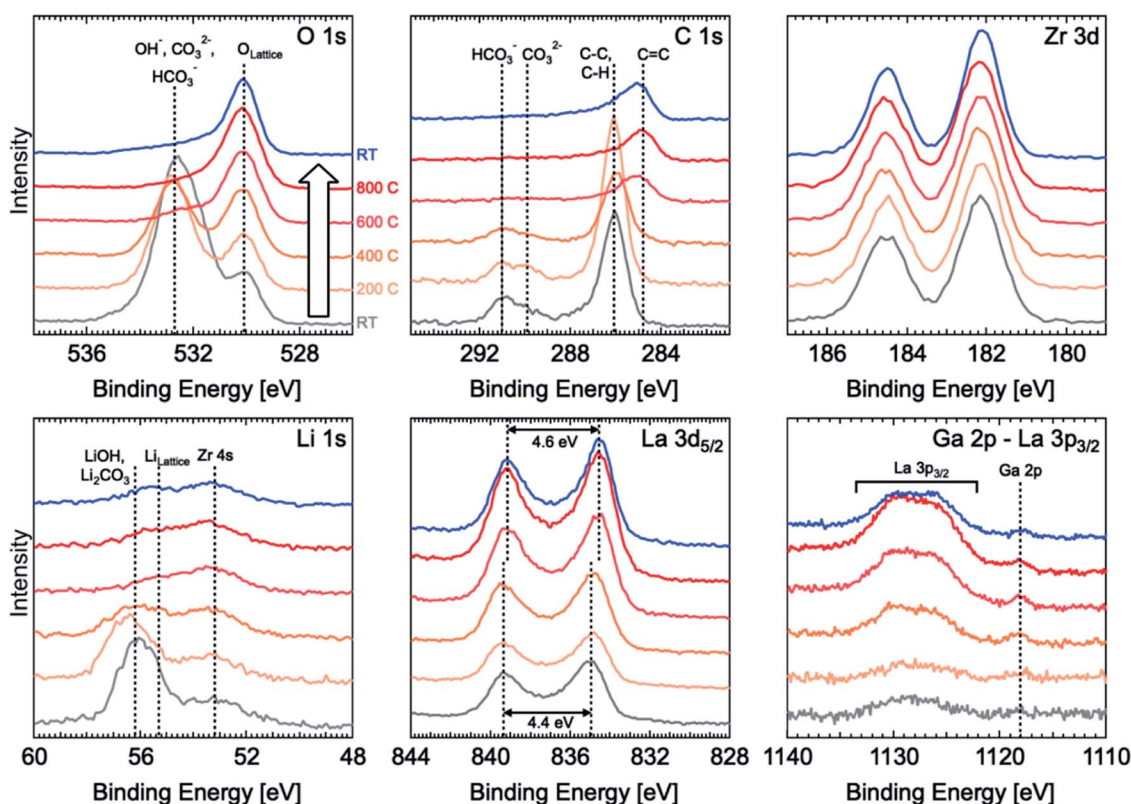 O 1s
OH⁻, CO₃²⁻,
HCO₃⁻
O_Lattice
RT
800 C
600 C
400 C
200 C
RT
Intensity
536 532 528
Binding Energy [eV]
C 1s
HCO₃⁻ CO₃²⁻ C-C, C=C
C-H
292 288 284
Binding Energy [eV]
Zr 3d
186 184 182 180
Binding Energy [eV]
Li 1s
LiOH,
Li₂CO₃
Li_Lattice
Zr 4s
Intensity
60 56 52 48
Binding Energy [eV]
La 3d₅/₂
4.6 eV
4.4 eV
844 840 836 832 828
Binding Energy [eV]
Ga 2p - La 3p₃/₂
La 3p₃/₂
Ga 2p
1140 1130 1120 1110
Binding Energy [eV]